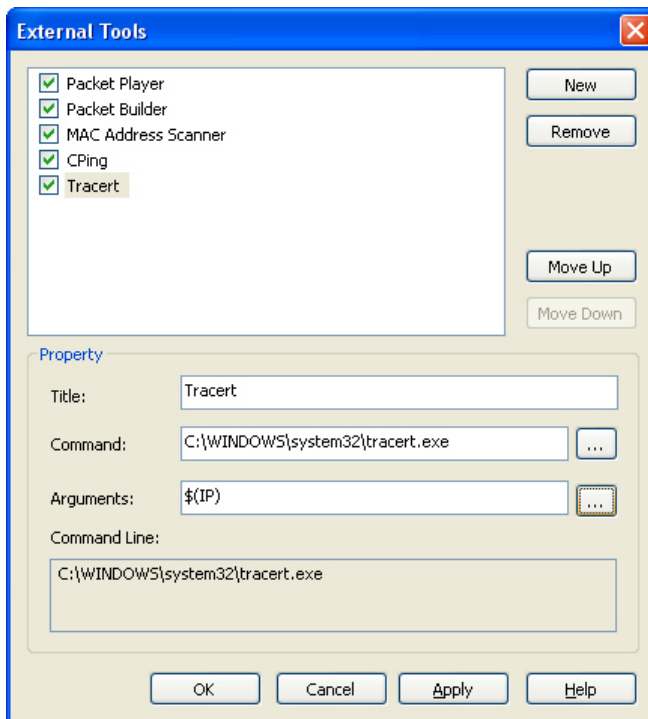 External Tools
Packet Player
Packet Builder
MAC Address Scanner
CPing
Tracert
New
Remove
Move Up
Move Down
Property
Title:
Tracert
Command:
C:\WINDOWS\system32\tracert.exe
...
Arguments:
$(IP)
...
Command Line:
C:\WINDOWS\system32\tracert.exe
OK
Cancel
Apply
Help